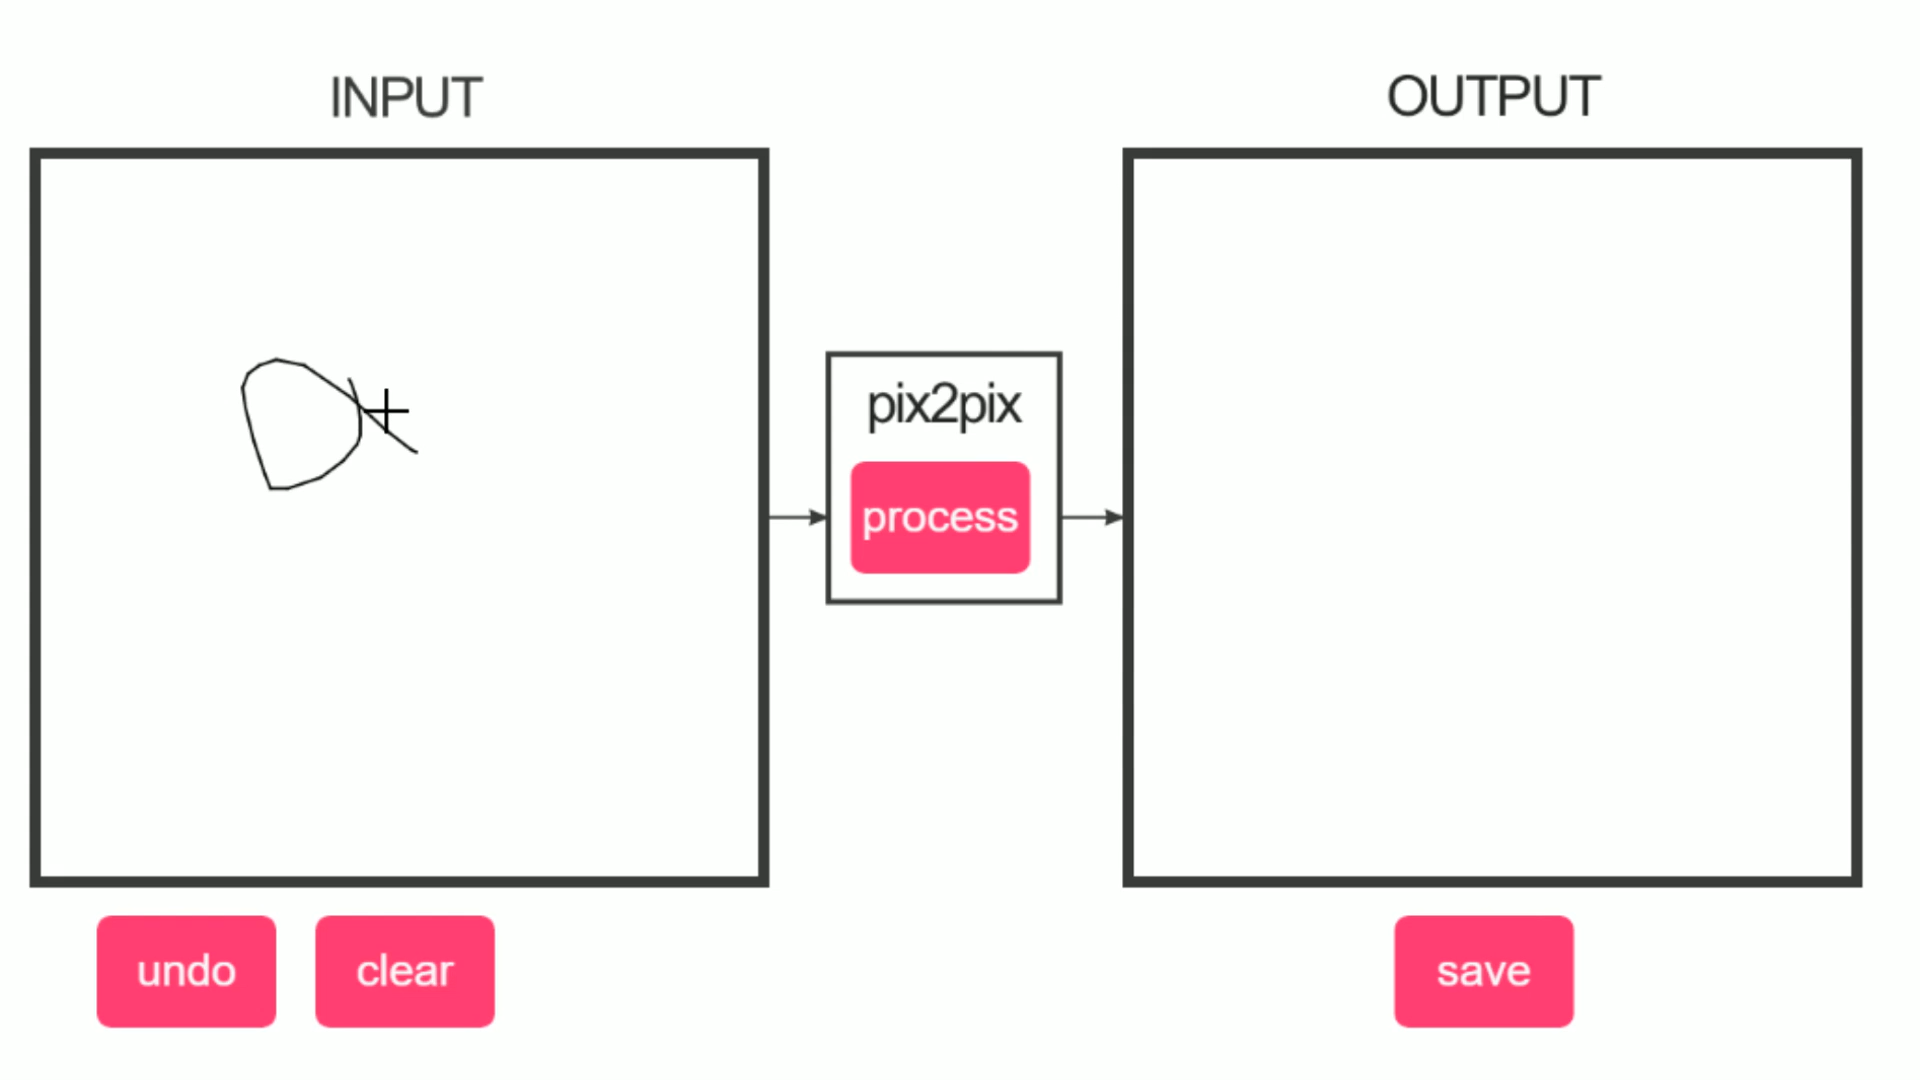 INPUT
OUTPUT
pix2pix
process
undo
clear
save